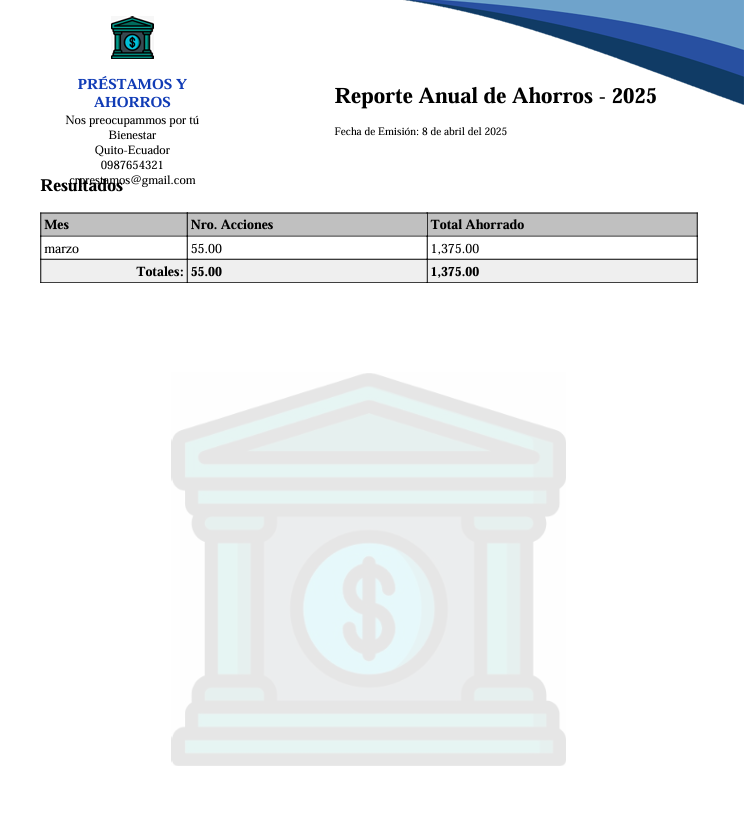 PRÉSTAMOS Y
AHORROS
Nos preocupammos por tú
Bienestar
Quito-Ecuador
0987654321
cnprestamos@gmail.com
Reporte Anual de Ahorros - 2025
Fecha de Emisión: 8 de abril del 2025
Resultados
Mes Nro. Acciones Total Ahorrado
marzo 55.00 1,375.00
Totales: 55.00 1,375.00